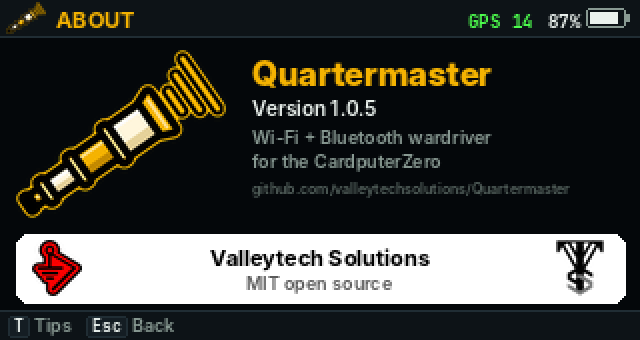 ABOUT
GPS 14 87%
Quartermaster
Version 1.0.5
Wi-Fi + Bluetooth wardriver
for the CardputerZero
github.com/valleytechsolutions/Quartermaster
Valleytech Solutions
MIT open source
T Tips Esc Back